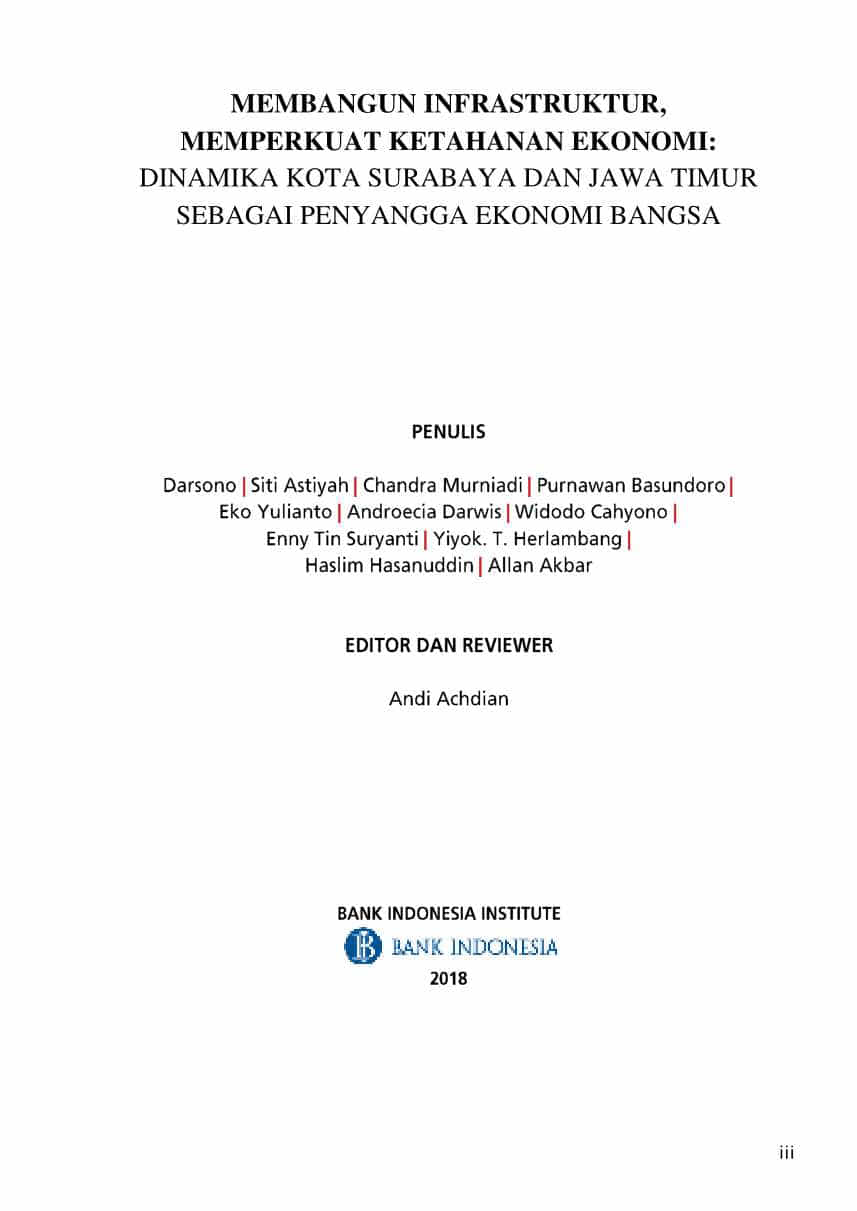 MEMBANGUN INFRASTRUKTUR,
MEMPERKUAT KETAHANAN EKONOMI:
DINAMIKA KOTA SURABAYA DAN JAWA TIMUR
SEBAGAI PENYANGGA EKONOMI BANGSA
PENULIS
Darsono | Siti Astiyah | Chandra Murniadi | Purnawan Basundoro |
Eko Yulianto | Androecia Darwis | Widodo Cahyono |
Enny Tin Suryanti | Yiyok. T. Herlambang |
Haslim Hasanuddin | Allan Akbar
EDITOR DAN REVIEWER
Andi Achdian
BANK INDONESIA INSTITUTE
BANK INDONESIA
2018
iii